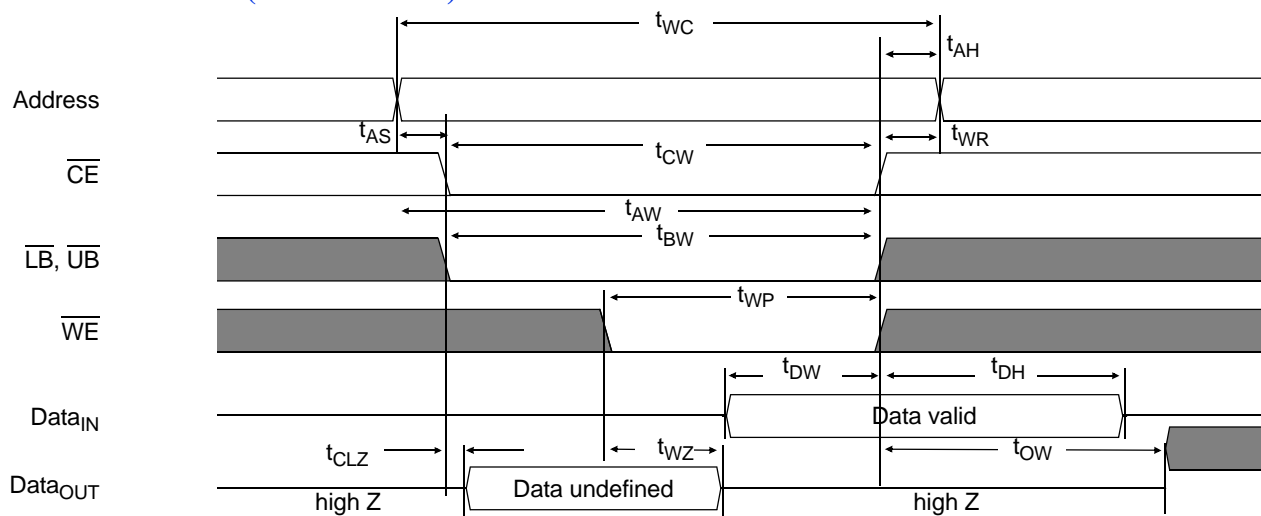 tWC
tAH
Address
tAS
tCW
tWR
CE
tAW
LB, UB
tBW
WE
tWP
tDW
tDH
DataIN
Data valid
tCLZ
tWZ
tOW
DataOUT
high Z
Data undefined
high Z